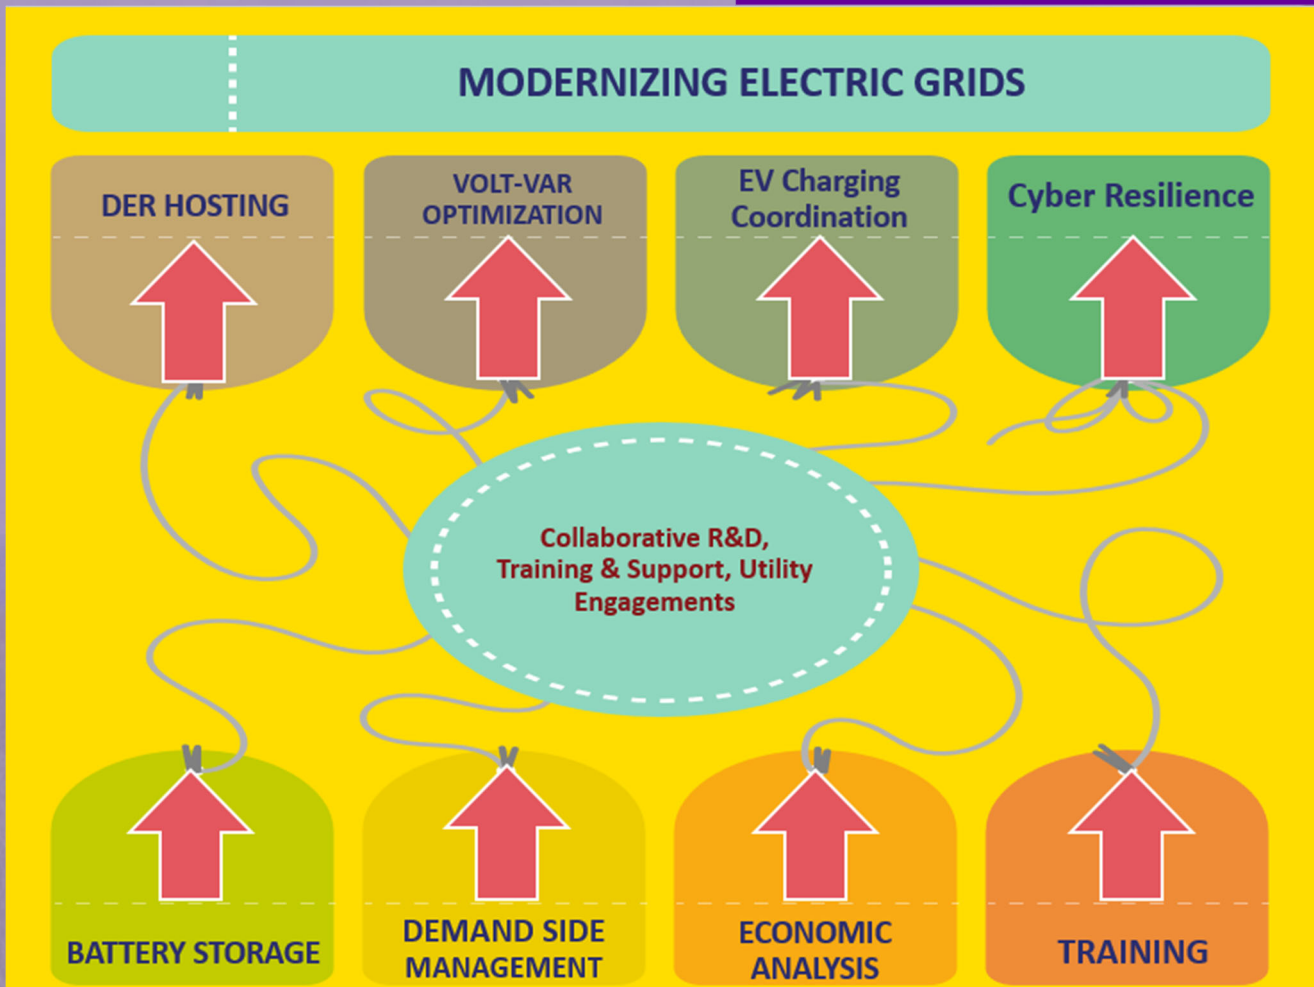 MODERNIZING ELECTRIC GRIDS
DER HOSTING
VOLT-VAR
OPTIMIZATION
EV Charging
Coordination
Cyber Resilience
Collaborative R&D,
Training & Support, Utility
Engagements
BATTERY STORAGE
DEMAND SIDE
MANAGEMENT
ECONOMIC
ANALYSIS
TRAINING